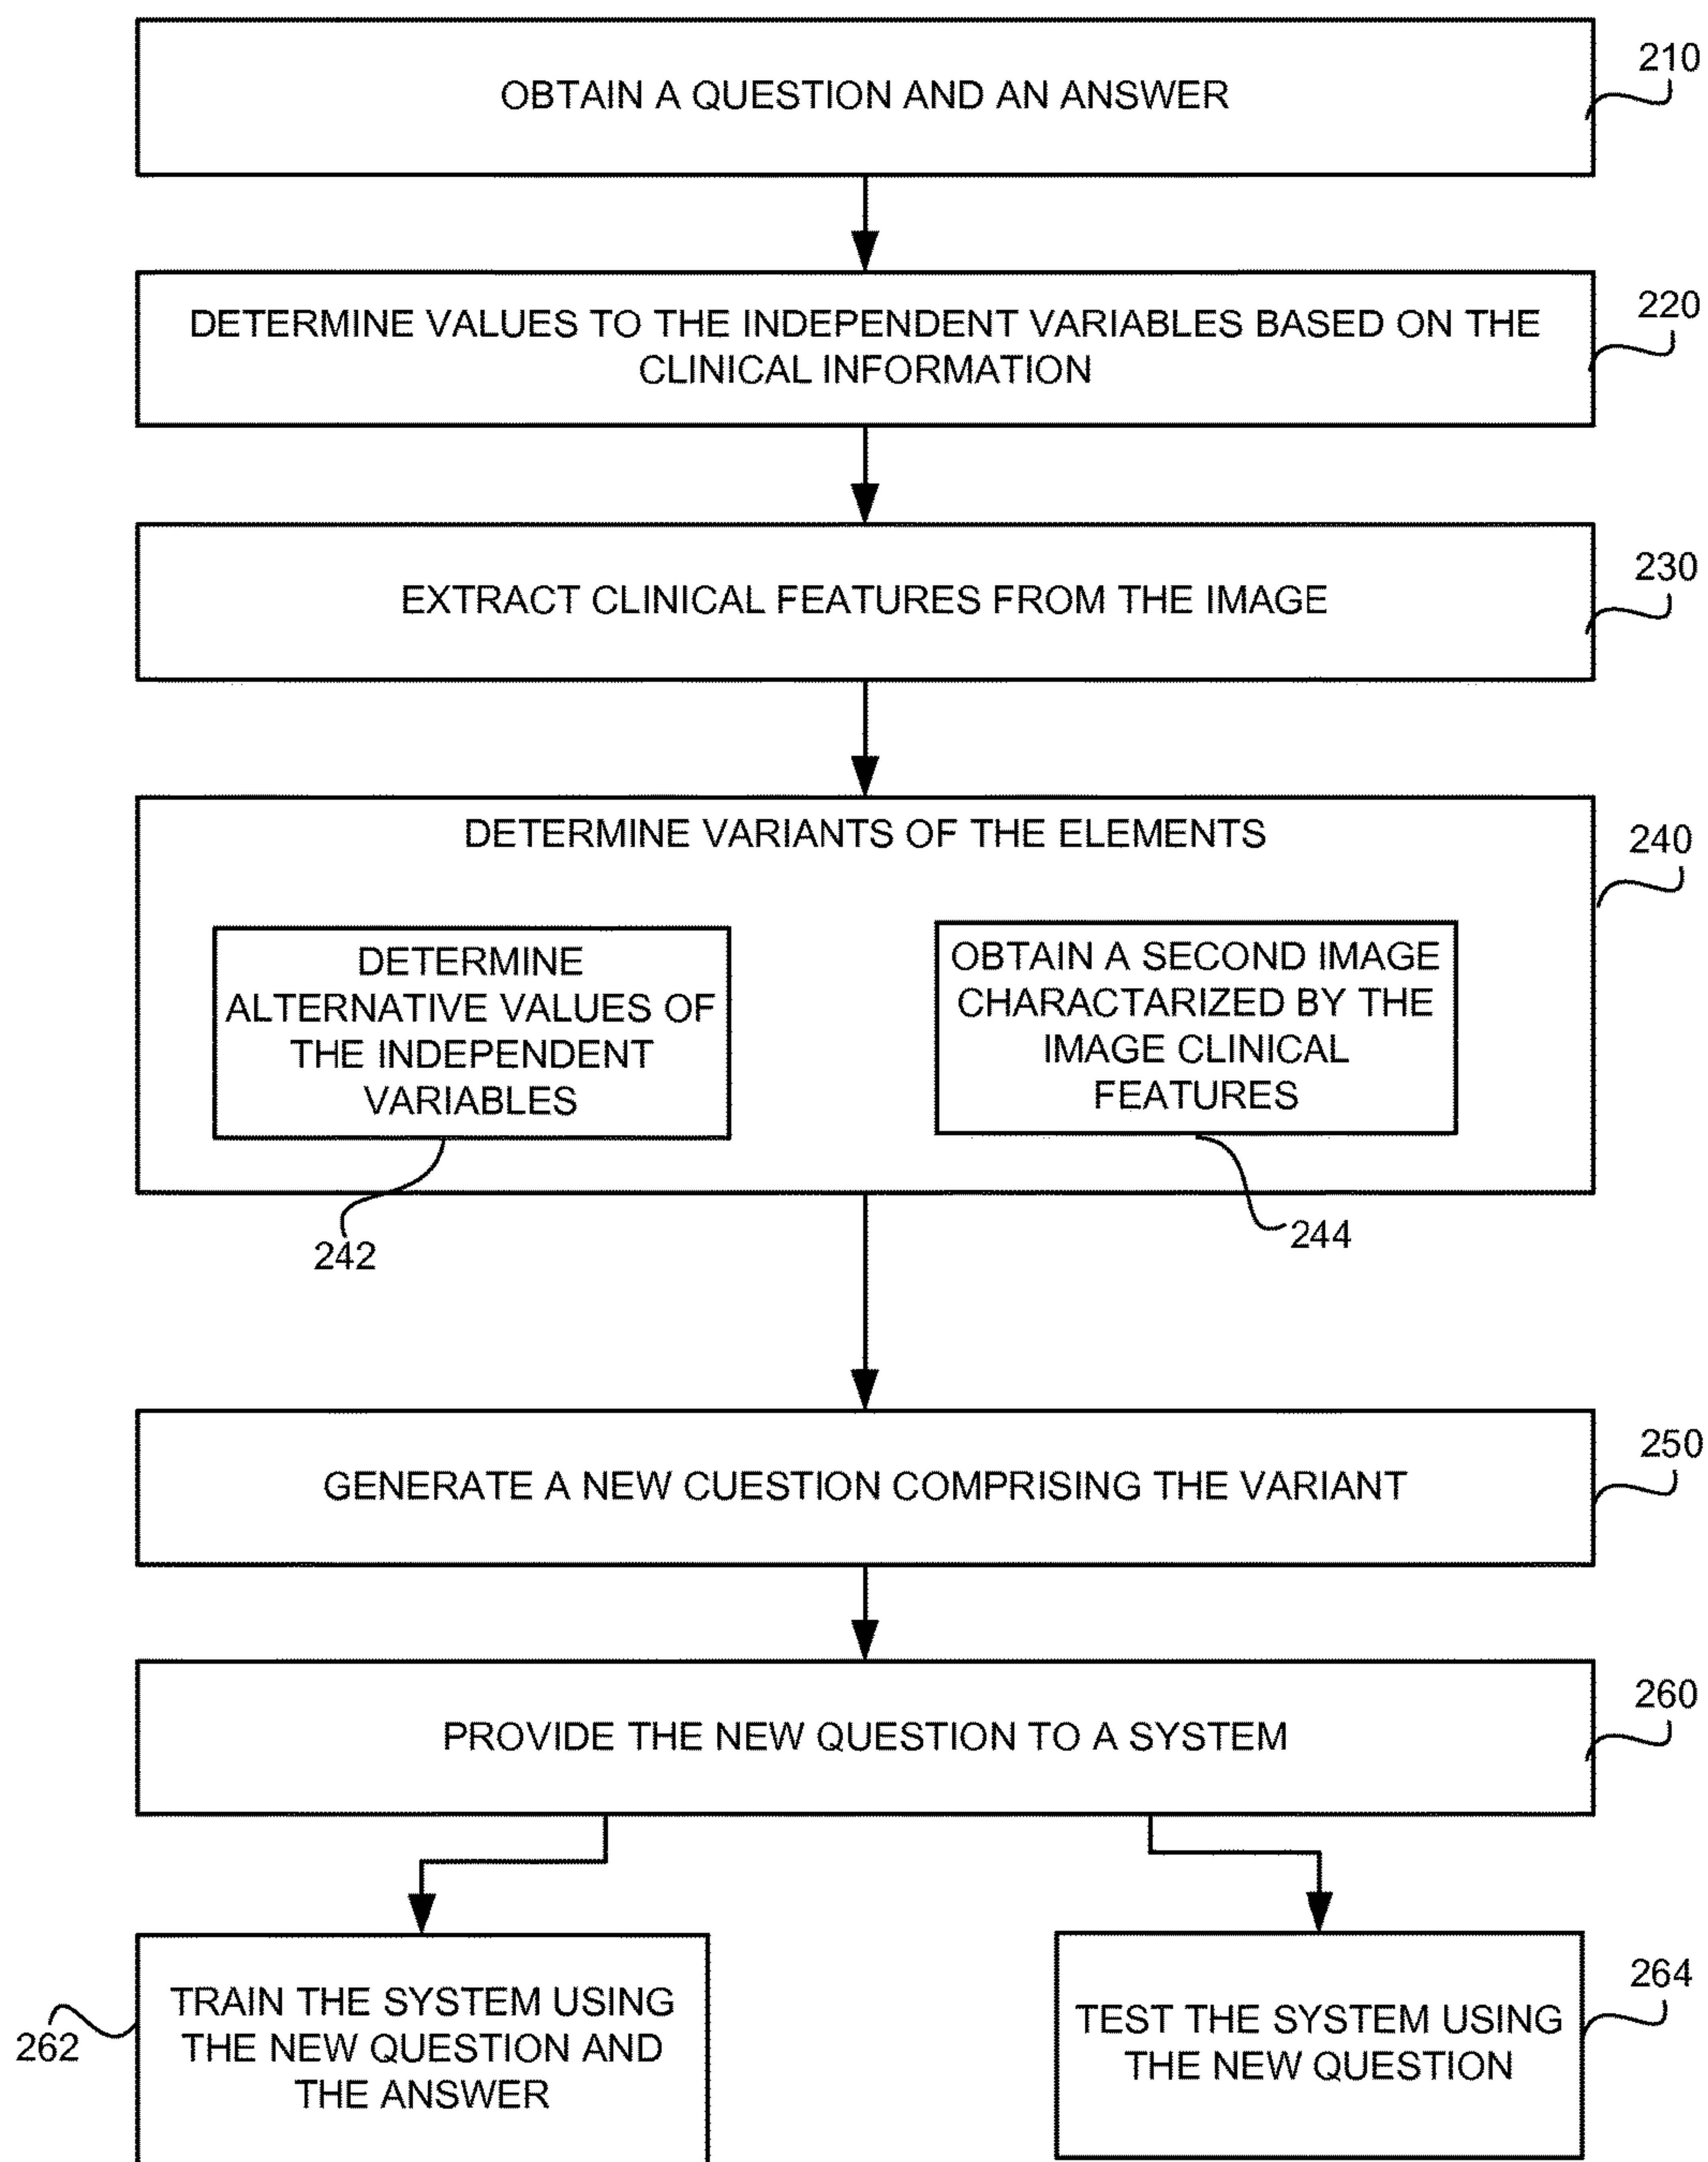 OBTAIN A QUESTION AND AN ANSWER
210
DETERMINE VALUES TO THE INDEPENDENT VARIABLES BASED ON THE
CLINICAL INFORMATION
220
EXTRACT CLINICAL FEATURES FROM THE IMAGE
230
DETERMINE VARIANTS OF THE ELEMENTS
240
DETERMINE
ALTERNATIVE VALUES OF
THE INDEPENDENT
VARIABLES
242
OBTAIN A SECOND IMAGE
CHARACTARIZED BY THE
IMAGE CLINICAL
FEATURES
244
GENERATE A NEW CUESTION COMPRISING THE VARIANT
250
PROVIDE THE NEW QUESTION TO A SYSTEM
260
TRAIN THE SYSTEM USING
THE NEW QUESTION AND
THE ANSWER
262
TEST THE SYSTEM USING
THE NEW QUESTION
264